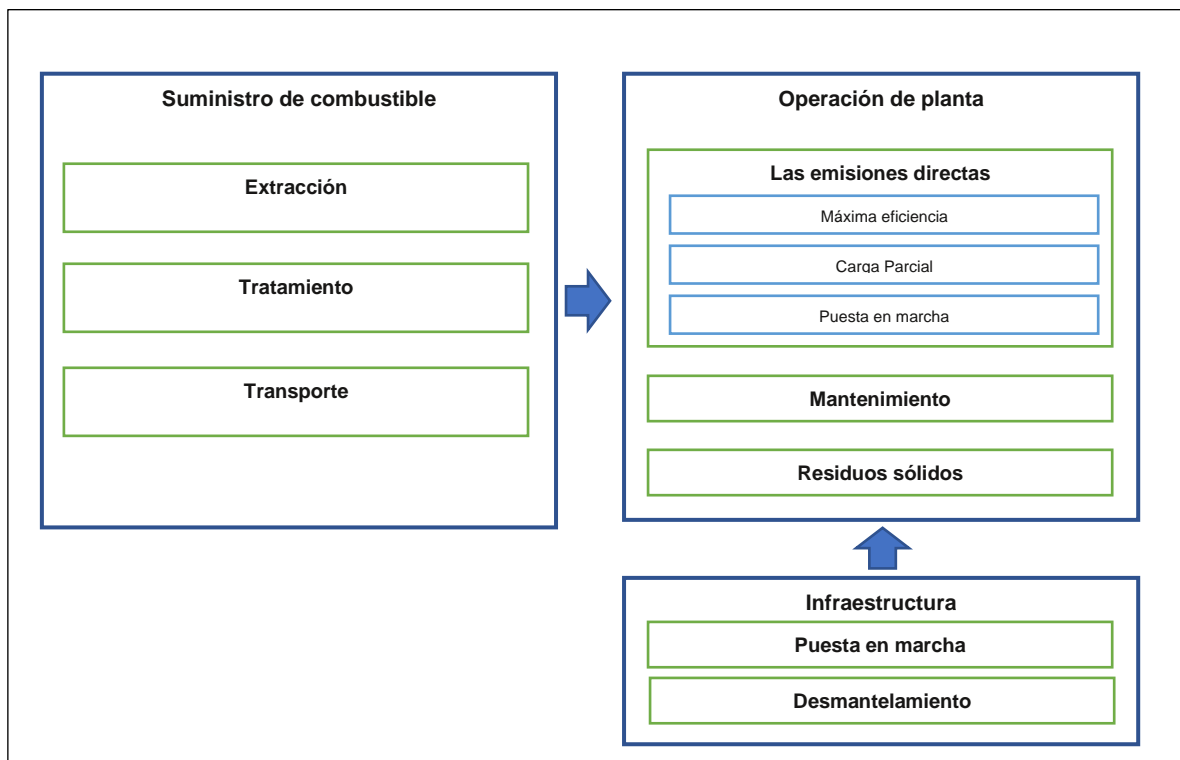 Suministro de combustible
Extracción
Tratamiento
Transporte
Operación de planta
Las emisiones directas
Máxima eficiencia
Carga Parcial
Puesta en marcha
Mantenimiento
Residuos sólidos
Infraestructura
Puesta en marcha
Desmantelamiento